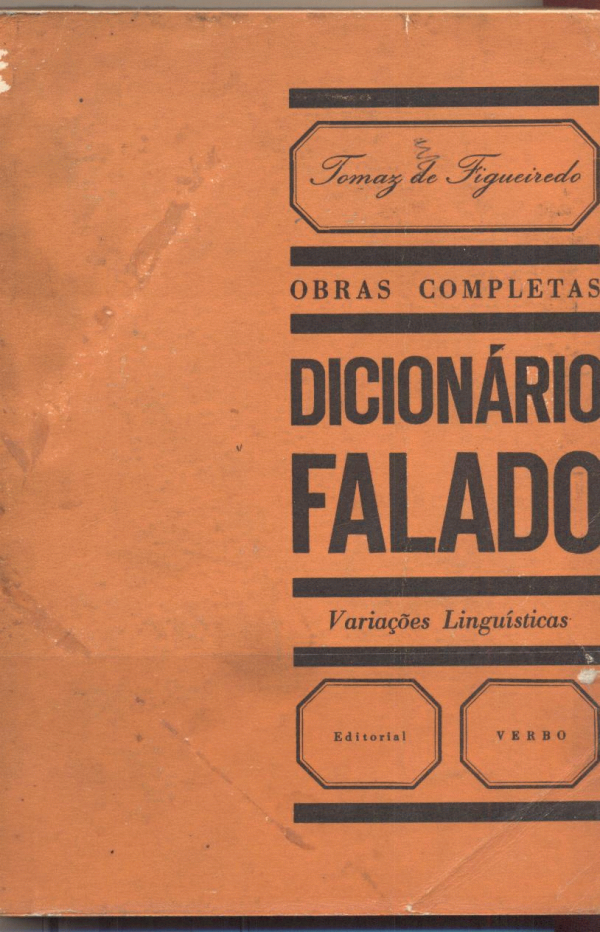 Tomaz de Figueiredo
OBRAS COMPLETAS
DICIONÁRIO
FALADO
Variações Linguísticas
Editorial VERBO